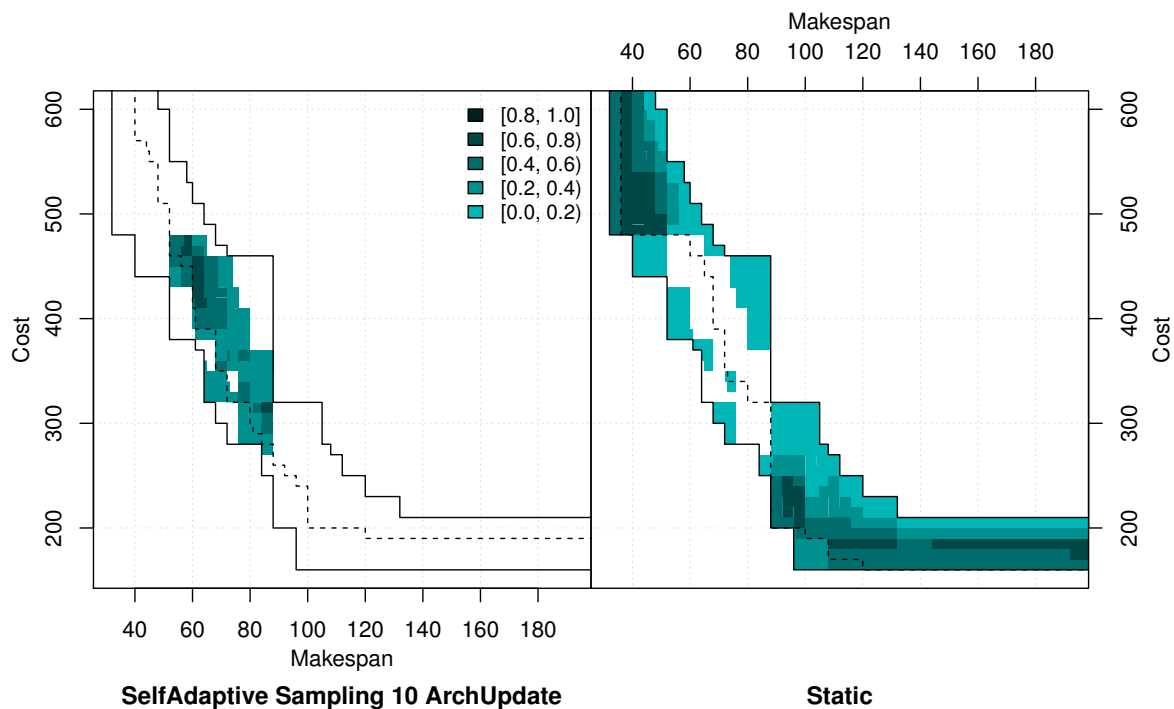 Makespan
40 60 80 100 120 140 160 180
600
500
400
300
200
Cost
[0.8, 1.0]
[0.6, 0.8)
[0.4, 0.6)
[0.2, 0.4)
[0.0, 0.2)
600
500
400
300
200
Cost
40 60 80 100 120 140 160 180
Makespan
SelfAdaptive Sampling 10 ArchUpdate
Static